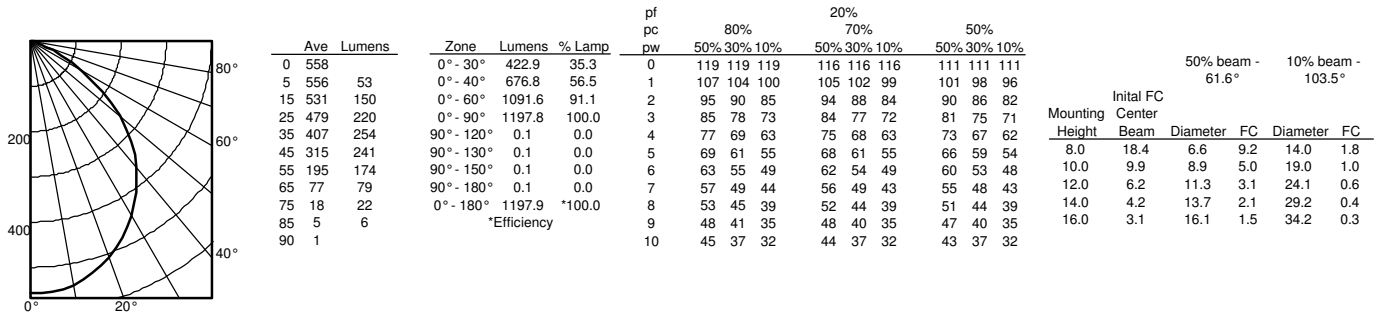 80°
60°
40°
20°
0°
200
400
Ave Lumens
0 558
5 556 53
15 531 150
25 479 220
35 407 254
45 315 241
55 195 174
65 77 79
75 18 22
85 5 6
90 1
Zone Lumens % Lamp
0° - 30° 422.9 35.3
0° - 40° 676.8 56.5
0° - 60° 1091.6 91.1
0° - 90° 1197.8 100.0
90° - 120° 0.1 0.0
90° - 130° 0.1 0.0
90° - 150° 0.1 0.0
90° - 180° 0.1 0.0
0° - 180° 1197.9 *100.0
*Efficiency
pf 20%
pc 80% 70% 50%
pw 50% 30% 10% 50% 30% 10% 50% 30% 10%
0 119 119 119 116 116 116 111 111 111
1 107 104 100 105 102 99 101 98 96
2 95 90 85 94 88 84 90 86 82
3 85 78 73 84 77 72 81 75 71
4 77 69 63 75 68 63 73 67 62
5 69 61 55 68 61 55 66 59 54
6 63 55 49 62 54 49 60 53 48
7 57 49 44 56 49 43 55 48 43
8 53 45 39 52 44 39 51 44 39
9 48 41 35 48 40 35 47 40 35
10 45 37 32 44 37 32 43 37 32
50% beam - 10% beam -
61.6° 103.5°
Inital FC
Mounting Center
Height Beam Diameter FC Diameter FC
8.0 18.4 6.6 9.2 14.0 1.8
10.0 9.9 8.9 5.0 19.0 1.0
12.0 6.2 11.3 3.1 24.1 0.6
14.0 4.2 13.7 2.1 29.2 0.4
16.0 3.1 16.1 1.5 34.2 0.3